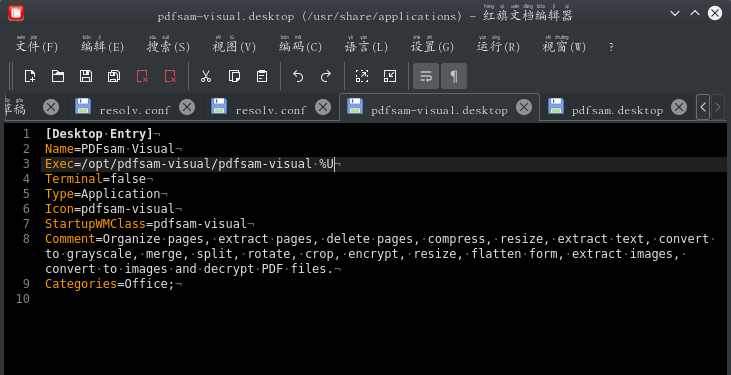 pdfsam-visual.desktop (/usr/share/applications) - 红旗文档编辑器
文件(F) 编辑(E) 搜索(S) 视图(V) 编码(C) 语言(L) 设置(G) 运行(R) 视窗(W) ?
草稿 resolv.conf resolv.conf pdfsam-visual.desktop pdfsam.desktop
1 [Desktop·Entry]¬
2 Name=PDFsam·Visual¬
3 Exec=/opt/pdfsam-visual/pdfsam-visual·%U¬
4 Terminal=false¬
5 Type=Application¬
6 Icon=pdfsam-visual¬
7 StartupWMClass=pdfsam-visual¬
8 Comment=Organize·pages,·extract·pages,·delete·pages,·compress,·resize,·extract·text,·convert·
to·grayscale,·merge,·split,·rotate,·crop,·encrypt,·resize,·flatten·form,·extract·images,·
convert·to·images·and·decrypt·PDF·files.¬
9 Categories=Office;¬
10